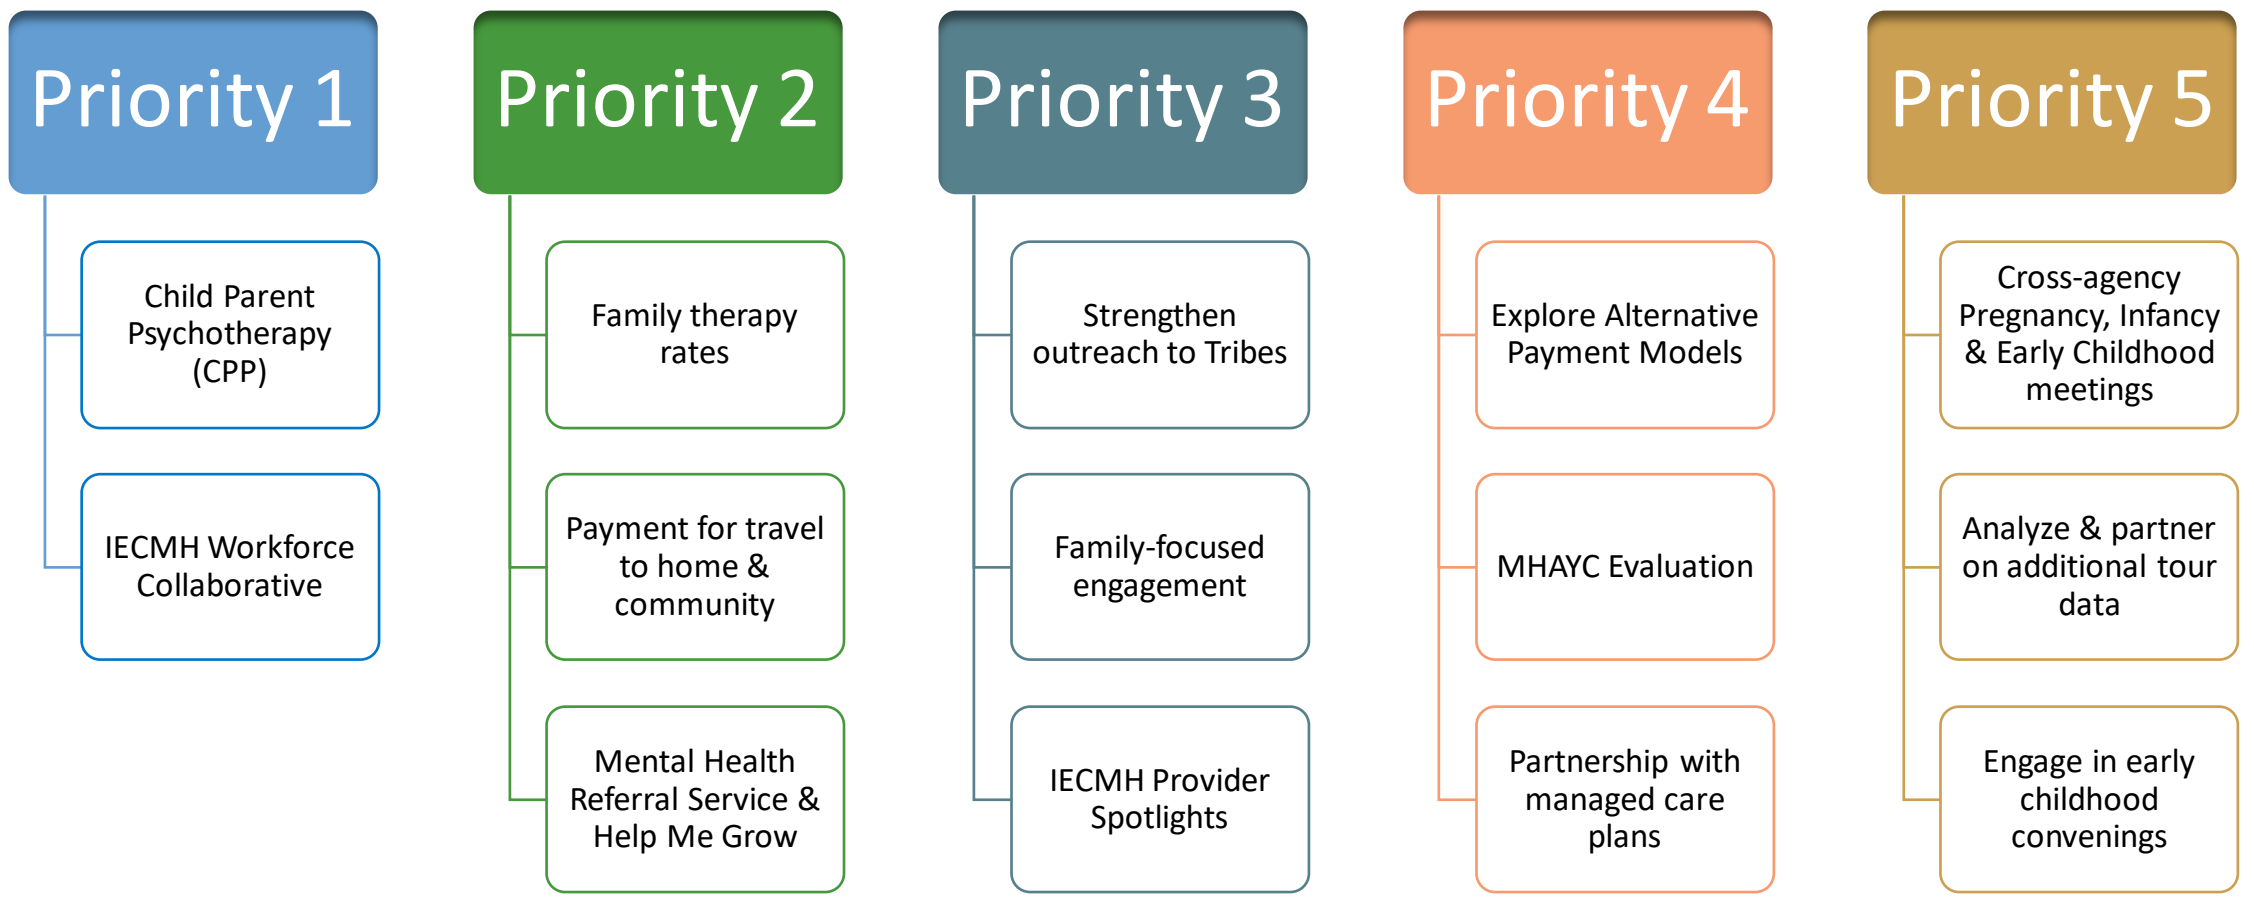 Priority 1
Child Parent
Psychotherapy
(CPP)
IECMH Workforce
Collaborative
Priority 2
Family therapy
rates
Payment for travel
to home &
community
Mental Health
Referral Service &
Help Me Grow
Priority 3
Strengthen
outreach to Tribes
Family-focused
engagement
IECMH Provider
Spotlights
Priority 4
Explore Alternative
Payment Models
MHAYC Evaluation
Partnership with
managed care
plans
Priority 5
Cross-agency
Pregnancy, Infancy
& Early Childhood
meetings
Analyze & partner
on additional tour
data
Engage in early
childhood
convenings